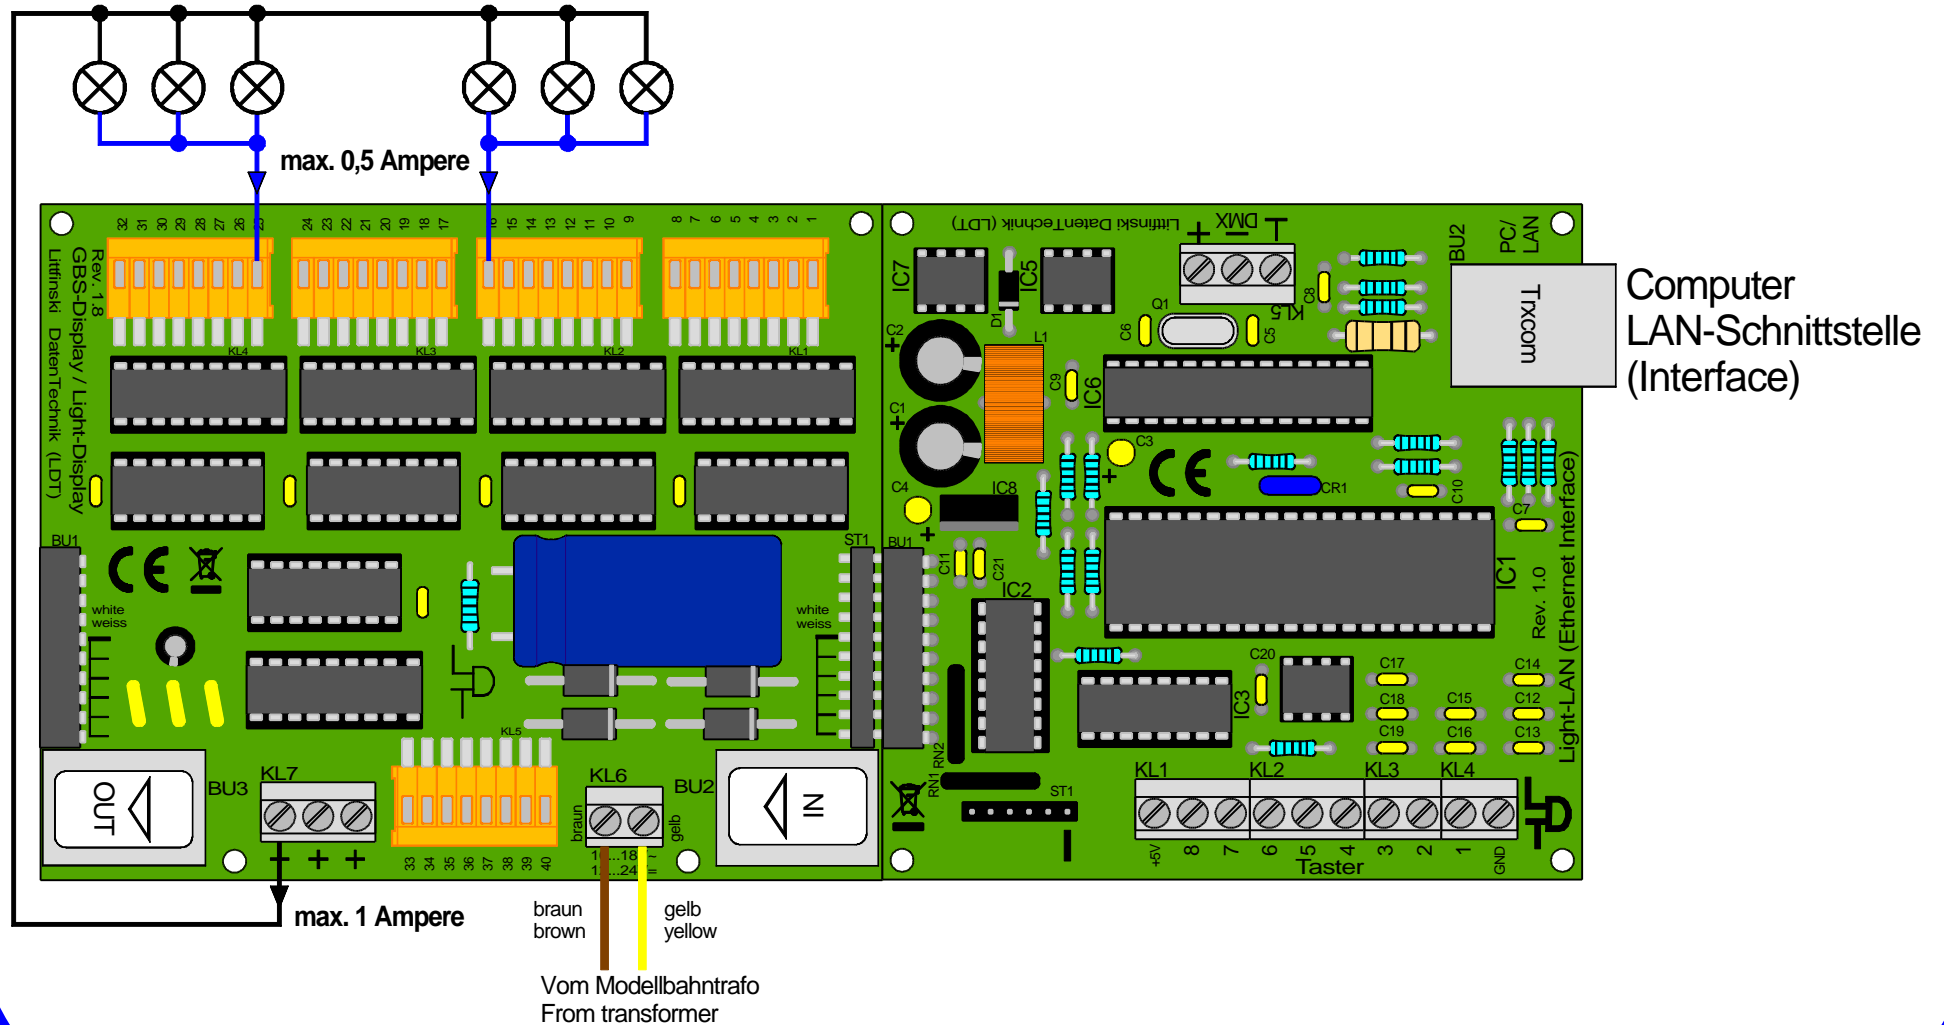 max. 0,5 Ampere
32 31 30 29 28 27 26 25
24 23 22 21 20 19 18 17
16 15 14 13 12 11 10 9
8 7 6 5 4 3 2 1
Rev. 1.8
GBS-Display / Light-Display
Littfinski DatenTechnik (LDT)
KL4
KL3
KL2
KL1
BU1
CE
white
weiss
ST1
white
weiss
BU3
OUT
KL7
+ + +
KL5
33 34 35 36 37 38 39 40
KL6
braun
gelb
BU2
IN
max. 1 Ampere
braun
brown
gelb
yellow
Vom Modellbahntrafo
From transformer
Littfinski DatenTechnik (LDT)
+ − ⊥
DMX
KL5
BU2
PC/
LAN
Trxcom
Computer
LAN-Schnittstelle
(Interface)
IC7
D1
IC5
Q1
C6
C5
C8
C2
+
L1
C9
IC6
C1
+
C3
+
CE
CR1
C10
C7
C4
+
IC8
BU1
C11
C21
IC2
IC1
Rev. 1.0
Light-LAN (Ethernet Interface)
C20
IC3
C17
C14
C18
C15
C12
C19
C16
C13
RN2
RN1
ST1
KL1
KL2
KL3
KL4
+5V 8 7 6 5 4 3 2 1 GND
Taster